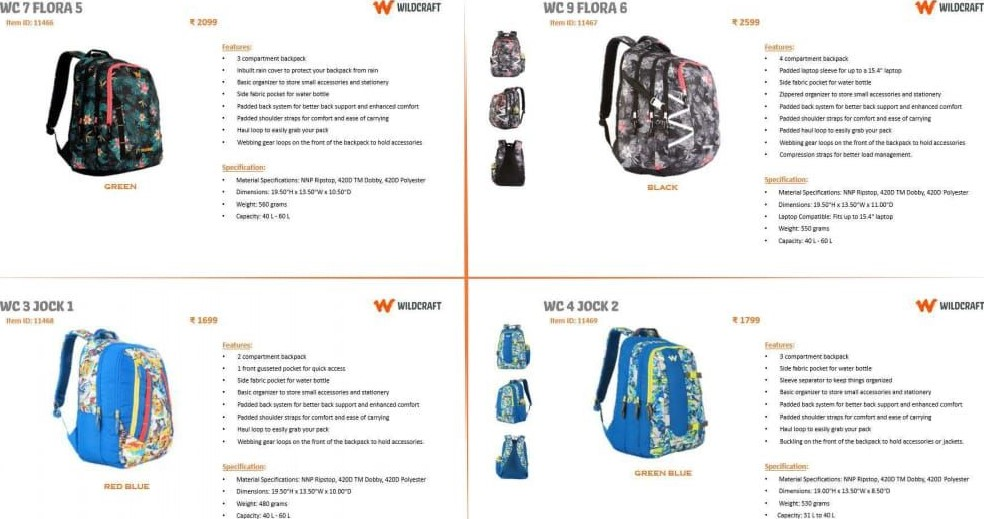 WC 7 FLORA 5
WILDCRAFT
Item ID: 11466
₹ 2099
Features:
• 3 compartment backpack
• Inbuilt rain cover to protect your backpack from rain
• Basic organizer to store small accessories and stationery
• Side fabric pocket for water bottle
• Padded back system for better back support and enhanced comfort
• Padded shoulder straps for comfort and ease of carrying
• Haul loop to easily grab your pack
• Webbing gear loops on the front of the backpack to hold accessories
GREEN
Specification:
• Material Specifications: NNP Ripstop, 420D TM Dobby, 420D Polyester
• Dimensions: 19.50"H x 13.50"W x 10.50"D
• Weight: 560 grams
• Capacity: 40 L - 60 L
WC 9 FLORA 6
WILDCRAFT
Item ID: 11467
₹ 2599
Features:
• 4 compartment backpack
• Padded laptop sleeve for up to a 15.4" laptop
• Side fabric pocket for water bottle
• Zippered organizer to store small accessories and stationery
• Padded back system for better back support and enhanced comfort
• Padded shoulder straps for comfort and ease of carrying
• Padded haul loop to easily grab your pack
• Webbing gear loops on the front of the backpack to hold accessories
• Compression straps for better load management.
BLACK
Specification:
• Material Specifications: NNP Ripstop, 420D TM Dobby, 420D Polyester
• Dimensions: 19.50"H x 13.50"W x 11.00"D
• Laptop Compatible: Fits up to 15.4" laptop
• Weight: 550 grams
• Capacity: 40 L - 60 L
WC 3 JOCK 1
WILDCRAFT
Item ID: 11468
₹ 1699
Features:
• 2 compartment backpack
• 1 front gusseted pocket for quick access
• Side fabric pocket for water bottle
• Basic organizer to store small accessories and stationery
• Padded back system for better back support and enhanced comfort
• Padded shoulder straps for comfort and ease of carrying
• Haul loop to easily grab your pack
• Webbing gear loops on the front of the backpack to hold accessories.
RED BLUE
Specification:
• Material Specifications: NNP Ripstop, 420D TM Dobby, 420D Polyester
• Dimensions: 19.50"H x 13.50"W x 10.00"D
• Weight: 480 grams
• Capacity: 40 L - 60 L
WC 4 JOCK 2
WILDCRAFT
Item ID: 11469
₹ 1799
Features:
• 3 compartment backpack
• Side fabric pocket for water bottle
• Sleeve separator to keep things organized
• Basic organizer to store small accessories and stationery
• Padded back system for better back support and enhanced comfort
• Padded shoulder straps for comfort and ease of carrying
• Haul loop to easily grab your pack
• Buckling on the front of the backpack to hold accessories or jackets.
GREEN BLUE
Specification:
• Material Specifications: NNP Ripstop, 420D TM Dobby, 420D Polyester
• Dimensions: 19.00"H x 13.50"W x 8.50"D
• Weight: 530 grams
• Capacity: 31 L to 40 L